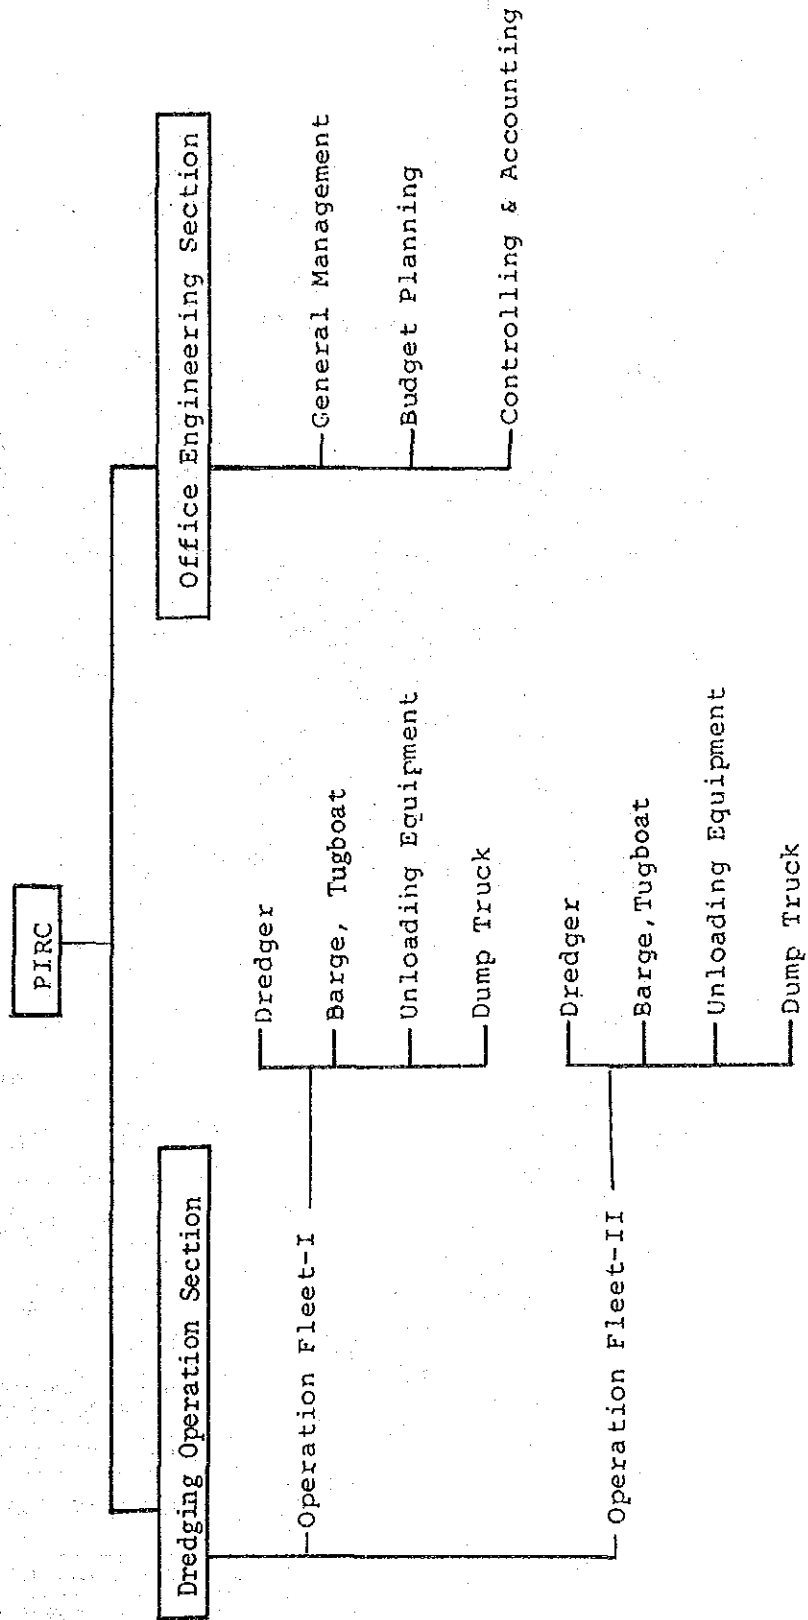 PIRC
Dredging Operation Section
Operation Fleet-I
Dredger
Barge, Tugboat
Unloading Equipment
Dump Truck
Operation Fleet-II
Dredger
Barge,Tugboat
Unloading Equipment
Dump Truck
Office Engineering Section
General Management
Budget Planning
Controlling & Accounting